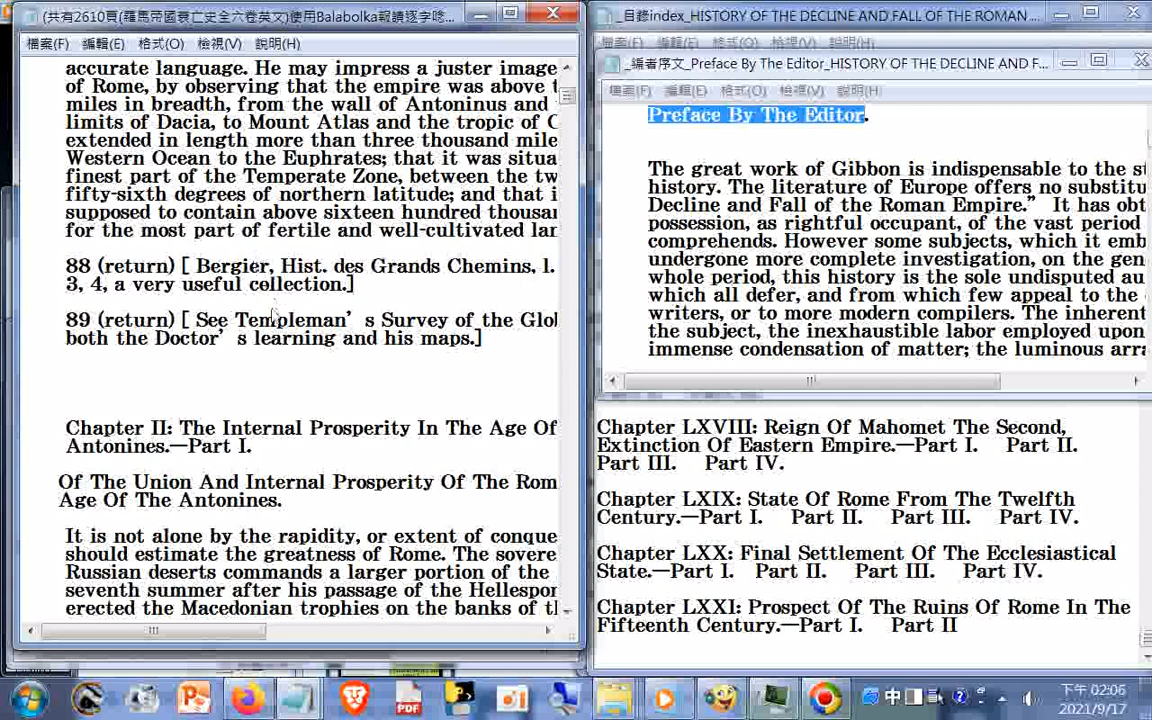 (共有2610頁(羅馬帝國衰亡史全六卷英文)使用Balabolka報讀逐字唸...
檔案(F) 編輯(E) 格式(O) 檢視(V) 說明(H)
accurate language. He may impress a juster image
of Rome, by observing that the empire was above t
miles in breadth, from the wall of Antoninus and
limits of Dacia, to Mount Atlas and the tropic of C
extended in length more than three thousand mile
Western Ocean to the Euphrates; that it was situa
finest part of the Temperate Zone, between the tw
fifty-sixth degrees of northern latitude; and that i
supposed to contain above sixteen hundred thousan
for the most part of fertile and well-cultivated lan
88 (return) [ Bergier, Hist. des Grands Chemins, l.
3, 4, a very useful collection.]
89 (return) [ See Templeman’s Survey of the Glo
both the Doctor’s learning and his maps.]
Chapter II: The Internal Prosperity In The Age Of
Antonines.—Part I.
Of The Union And Internal Prosperity Of The Rom
Age Of The Antonines.
It is not alone by the rapidity, or extent of conque
should estimate the greatness of Rome. The sovere
Russian deserts commands a larger portion of the
seventh summer after his passage of the Hellespon
erected the Macedonian trophies on the banks of t
_目錄index_HISTORY OF THE DECLINE AND FALL OF THE ROMAN ...
檔案(F) 編輯(E) 格式(O) 檢視(V) 說明(H)
_編者序文_Preface By The Editor_HISTORY OF THE DECLINE AND F...
檔案(F) 編輯(E) 格式(O) 檢視(V) 說明(H)
Preface By The Editor.
The great work of Gibbon is indispensable to the st
history. The literature of Europe offers no substitu
Decline and Fall of the Roman Empire.” It has obt
possession, as rightful occupant, of the vast period
comprehends. However some subjects, which it emb
undergone more complete investigation, on the gen
whole period, this history is the sole undisputed au
which all defer, and from which few appeal to the
writers, or to more modern compilers. The inherent
the subject, the inexhaustible labor employed upon
immense condensation of matter; the luminous arra
Chapter LXVIII: Reign Of Mahomet The Second,
Extinction Of Eastern Empire.—Part I. Part II.
Part III. Part IV.
Chapter LXIX: State Of Rome From The Twelfth
Century.—Part I. Part II. Part III. Part IV.
Chapter LXX: Final Settlement Of The Ecclesiastical
State.—Part I. Part II. Part III. Part IV.
Chapter LXXI: Prospect Of The Ruins Of Rome In The
Fifteenth Century.—Part I. Part II
PDF
中
下午 02:06
2021/9/17